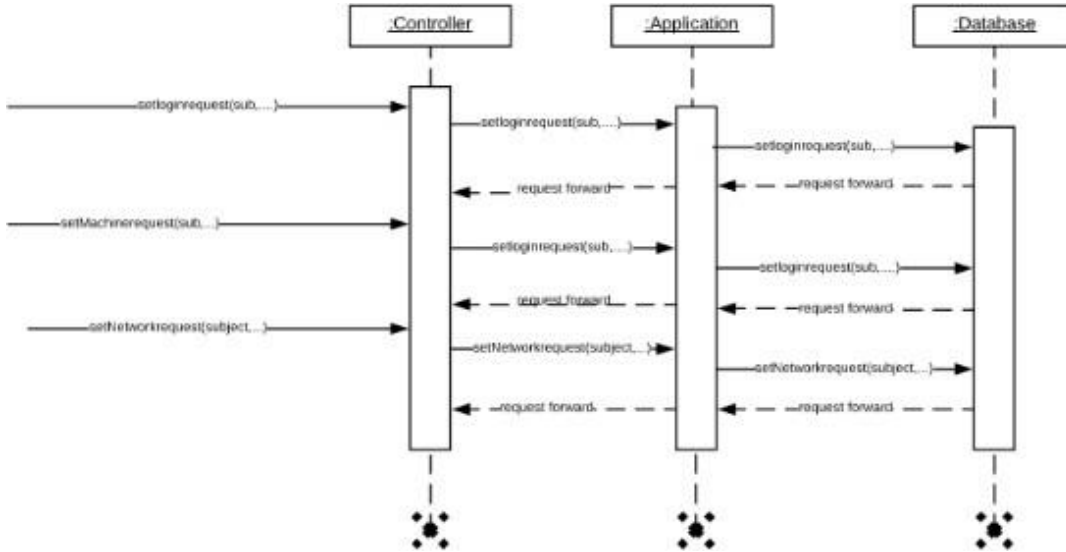 :Controller
:Application
:Database
setloginrequest(sub,....)
setloginrequest(sub,....)
setloginrequest(sub,....)
request forward
request forward
setMachinerequest(sub,...)
setloginrequest(sub,....)
setloginrequest(sub,....)
request forward
request forward
setNetworkrequest(subject,...)
setNetworkrequest(subject,...)
setNetworkrequest(subject,...)
request forward
request forward